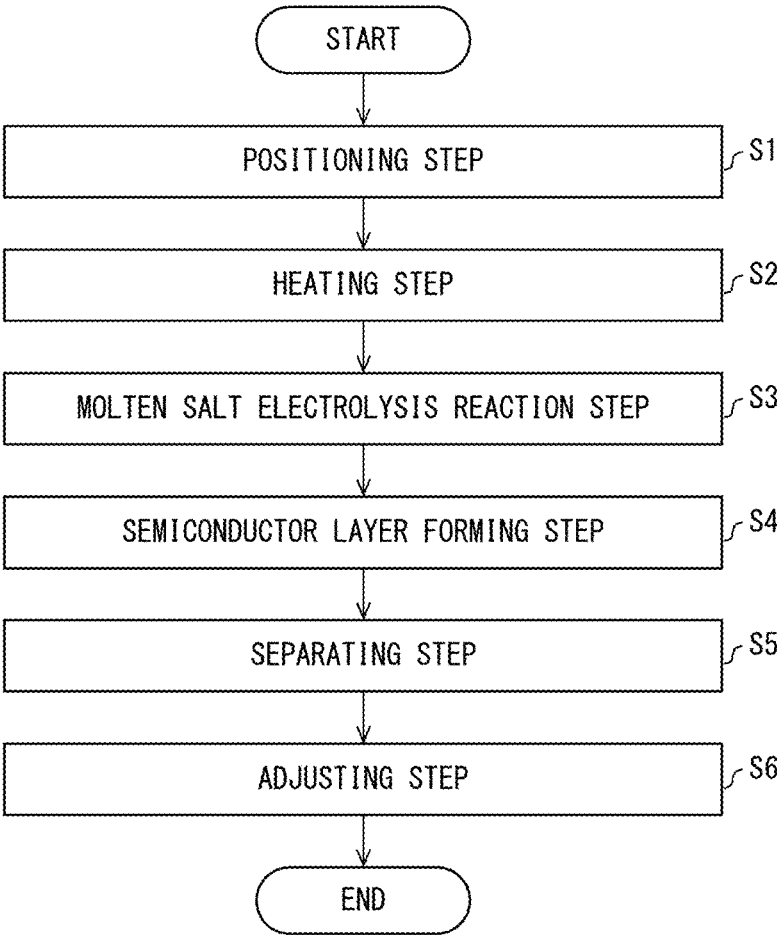 START
POSITIONING STEP S1
HEATING STEP S2
MOLTEN SALT ELECTROLYSIS REACTION STEP S3
SEMICONDUCTOR LAYER FORMING STEP S4
SEPARATING STEP S5
ADJUSTING STEP S6
END